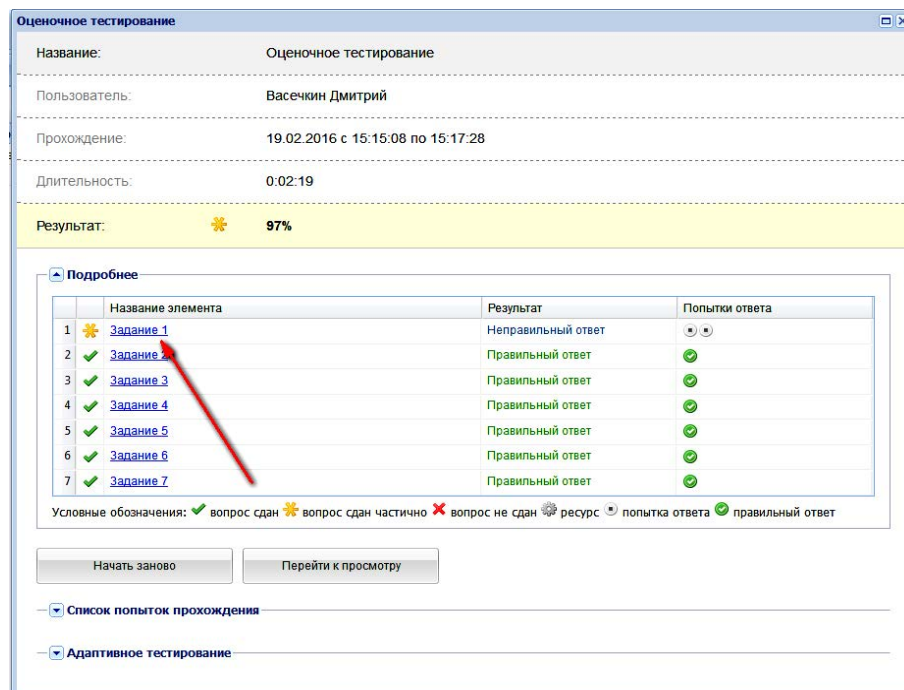 Оценочное тестирование
Название: Оценочное тестирование
Пользователь: Васечкин Дмитрий
Прохождение: 19.02.2016 с 15:15:08 по 15:17:28
Длительность: 0:02:19
Результат: 97%
Подробнее
Название элемента Результат Попытки ответа
1 Задание 1 Неправильный ответ
2 Задание 2 Правильный ответ
3 Задание 3 Правильный ответ
4 Задание 4 Правильный ответ
5 Задание 5 Правильный ответ
6 Задание 6 Правильный ответ
7 Задание 7 Правильный ответ
Условные обозначения: вопрос сдан вопрос сдан частично вопрос не сдан ресурс попытка ответа правильный ответ
Начать заново Перейти к просмотру
Список попыток прохождения
Адаптивное тестирование